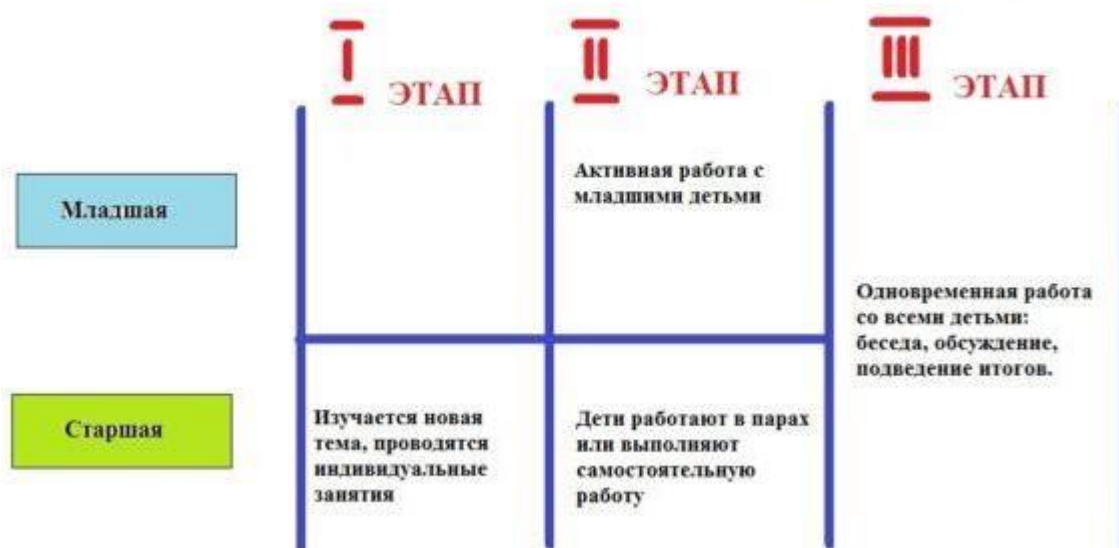 I ЭТАП
II ЭТАП
III ЭТАП
Младшая
Активная работа с
младшими детьми
Одновременная работа
со всеми детьми:
беседа, обсуждение,
подведение итогов.
Старшая
Изучается новая
тема, проводятся
индивидуальные
занятия
Дети работают в парах
или выполняют
самостоятельную
работу